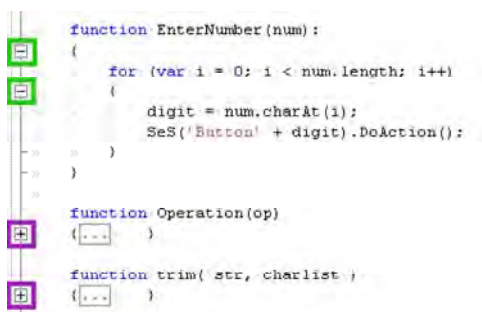 function EnterNumber(num):
{
for (var i = 0; i < num.length; i++)
{
digit = num.charAt(i);
SeS('Button' + digit).DoAction();
}
}
function Operation(op)
{... }
function trim( str, charlist )
{... }